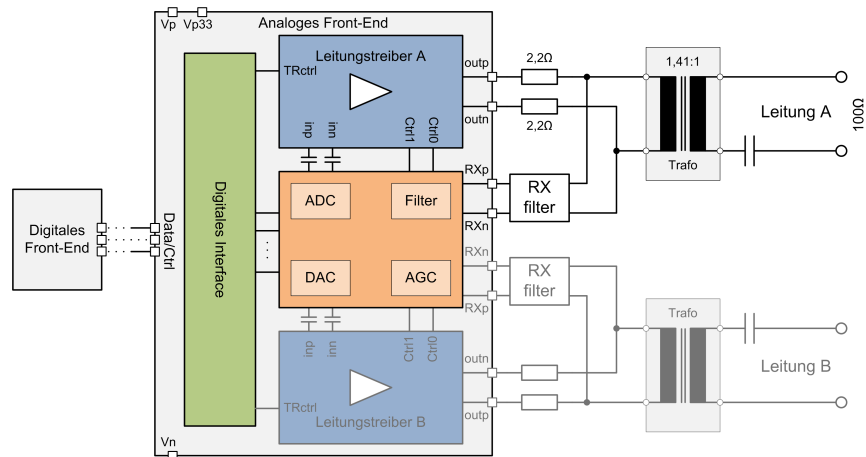 Vp
Vp33
Analoges Front-End
Leitungstreiber A
TRctrl
inp
inn
Ctrl1
Ctrl0
outp
outn
2,2Ω
2,2Ω
1,41:1
Trafo
Leitung A
100Ω
RXp
RXn
RX
filter
ADC
Filter
DAC
AGC
Digitales Interface
Digitales
Front-End
Data/Ctrl
RXn
RXp
RX
filter
inp
inn
Ctrl1
Ctrl0
outn
outp
TRctrl
Leitungstreiber B
Trafo
Leitung B
Vn